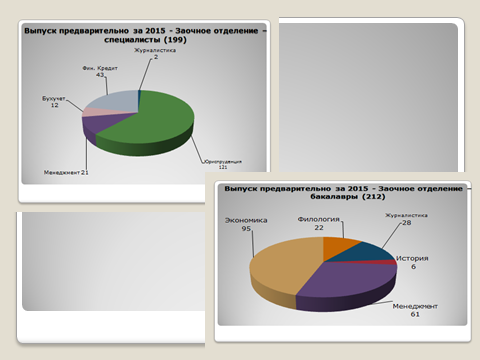 Выпуск предварительно за 2015 - Заочное отделение –
специалисты (199)
Журналистика
2
Фин. Кредит
43
Бухучет
12
Менеджмент 21
Юриспруденция
121
Выпуск предварительно за 2015 - Заочное отделение –
бакалавры (212)
Экономика
95
Филология
22
Журналистика
28
История
6
Менеджмент
61